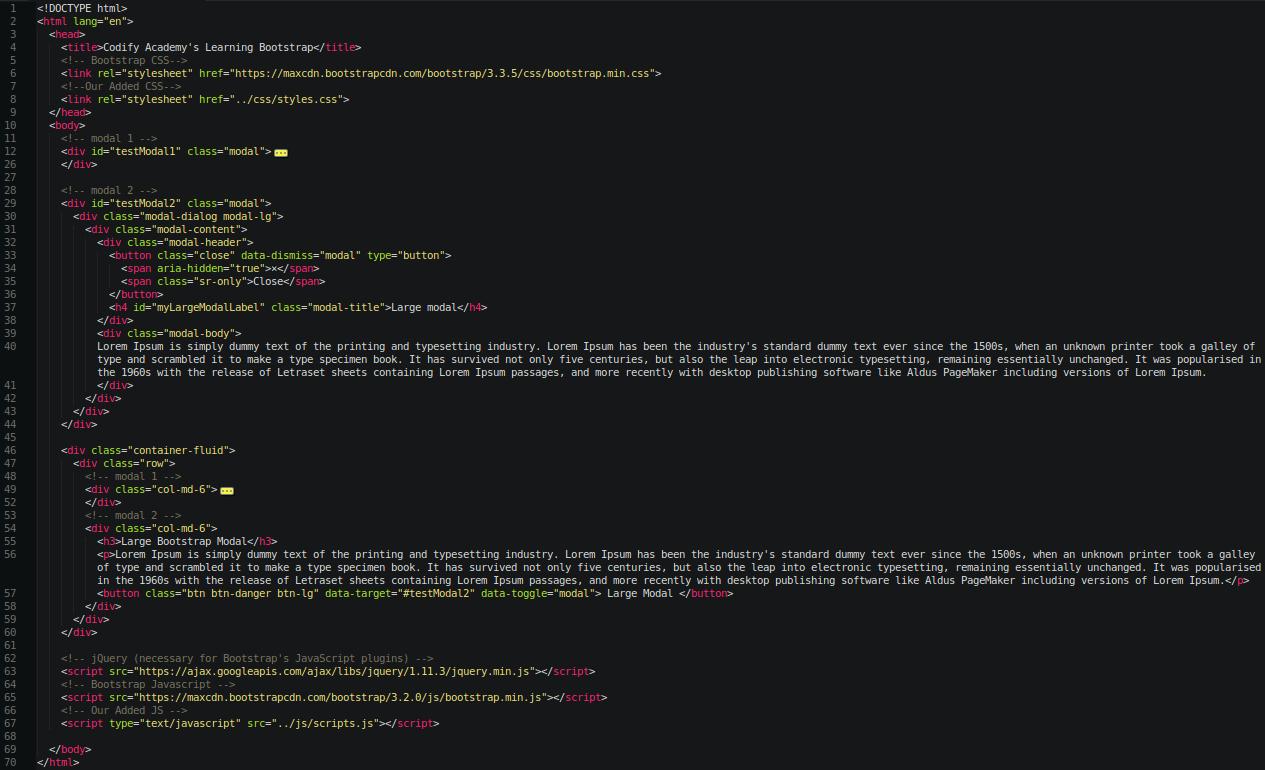 1 <!DOCTYPE html>
2 <html lang="en">
3   <head>
4     <title>Codify Academy's Learning Bootstrap</title>
5     <!-- Bootstrap CSS-->
6     <link rel="stylesheet" href="https://maxcdn.bootstrapcdn.com/bootstrap/3.3.5/css/bootstrap.min.css">
7     <!--Our Added CSS-->
8     <link rel="stylesheet" href="../css/styles.css">
9   </head>
10   <body>
11     <!-- modal 1 -->
12     <div id="testModal1" class="modal">
26     </div>
27
28     <!-- modal 2 -->
29     <div id="testModal2" class="modal">
30       <div class="modal-dialog modal-lg">
31         <div class="modal-content">
32           <div class="modal-header">
33             <button class="close" data-dismiss="modal" type="button">
34               <span aria-hidden="true">×</span>
35               <span class="sr-only">Close</span>
36             </button>
37             <h4 id="myLargeModalLabel" class="modal-title">Large modal</h4>
38           </div>
39           <div class="modal-body">
40           Lorem Ipsum is simply dummy text of the printing and typesetting industry. Lorem Ipsum has been the industry's standard dummy text ever since the 1500s, when an unknown printer took a galley of
type and scrambled it to make a type specimen book. It has survived not only five centuries, but also the leap into electronic typesetting, remaining essentially unchanged. It was popularised in
the 1960s with the release of Letraset sheets containing Lorem Ipsum passages, and more recently with desktop publishing software like Aldus PageMaker including versions of Lorem Ipsum.
41           </div>
42         </div>
43       </div>
44     </div>
45
46     <div class="container-fluid">
47       <div class="row">
48         <!-- modal 1 -->
49         <div class="col-md-6">
52         </div>
53         <!-- modal 2 -->
54         <div class="col-md-6">
55           <h3>Large Bootstrap Modal</h3>
56           <p>Lorem Ipsum is simply dummy text of the printing and typesetting industry. Lorem Ipsum has been the industry's standard dummy text ever since the 1500s, when an unknown printer took a galley
of type and scrambled it to make a type specimen book. It has survived not only five centuries, but also the leap into electronic typesetting, remaining essentially unchanged. It was popularised
in the 1960s with the release of Letraset sheets containing Lorem Ipsum passages, and more recently with desktop publishing software like Aldus PageMaker including versions of Lorem Ipsum.</p>
57           <button class="btn btn-danger btn-lg" data-target="#testModal2" data-toggle="modal"> Large Modal </button>
58         </div>
59       </div>
60     </div>
61
62     <!-- jQuery (necessary for Bootstrap's JavaScript plugins) -->
63     <script src="https://ajax.googleapis.com/ajax/libs/jquery/1.11.3/jquery.min.js"></script>
64     <!-- Bootstrap Javascript -->
65     <script src="https://maxcdn.bootstrapcdn.com/bootstrap/3.2.0/js/bootstrap.min.js"></script>
66     <!-- Our Added JS -->
67     <script type="text/javascript" src="../js/scripts.js"></script>
68
69   </body>
70 </html>